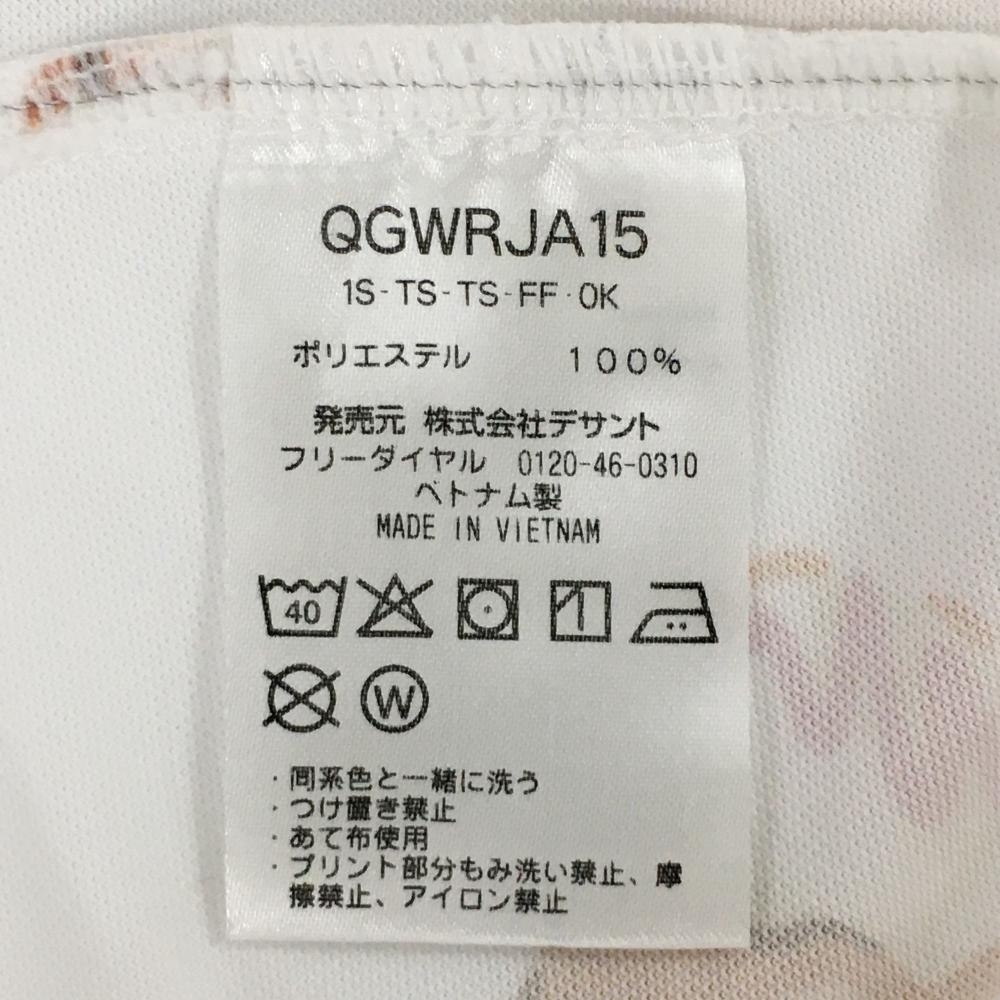 QGWRJA15
1S-TS-TS-FF-OK
ポリエステル 100%
発売元 株式会社デサント
フリーダイヤル 0120-46-0310
ベトナム製
MADE IN VIETNAM
40
W
・同系色と一緒に洗う
・つけ置き禁止
・あて布使用
・プリント部分もみ洗い禁止、摩
擦禁止、アイロン禁止